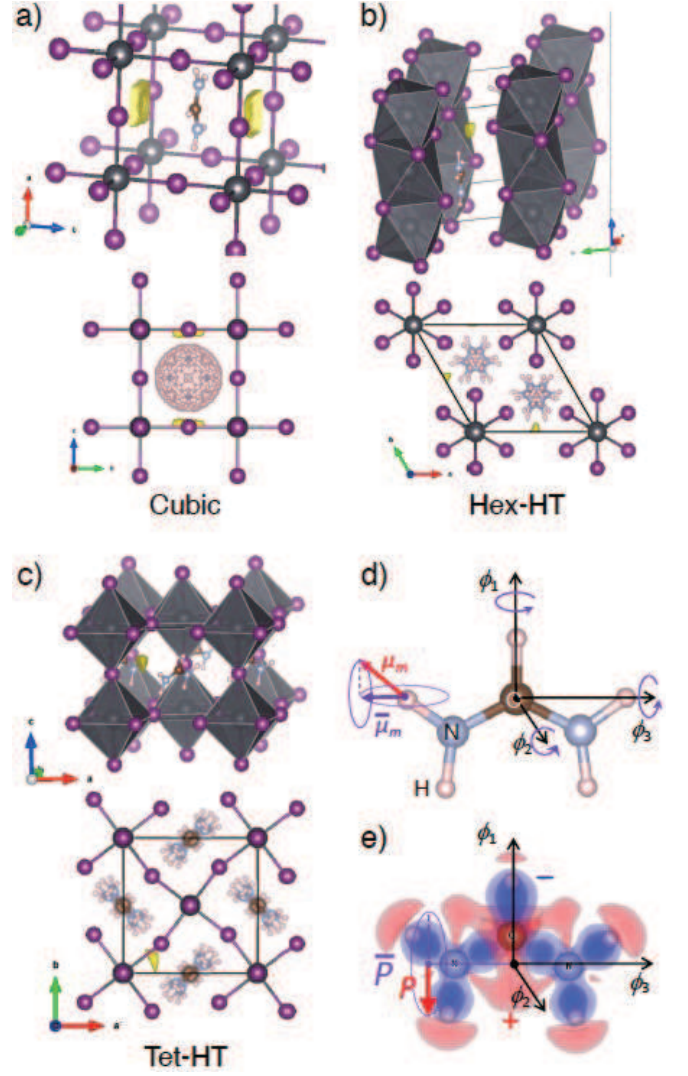 a)
b)
a
b
Cubic
b
a
Hex-HT
c)
c
a
b
a
Tet-HT
d)
ϕ1
μm
μ̄m
N
H
ϕ2
ϕ3
e)
ϕ1
−
P̄
P
N
N
+
ϕ2
ϕ3